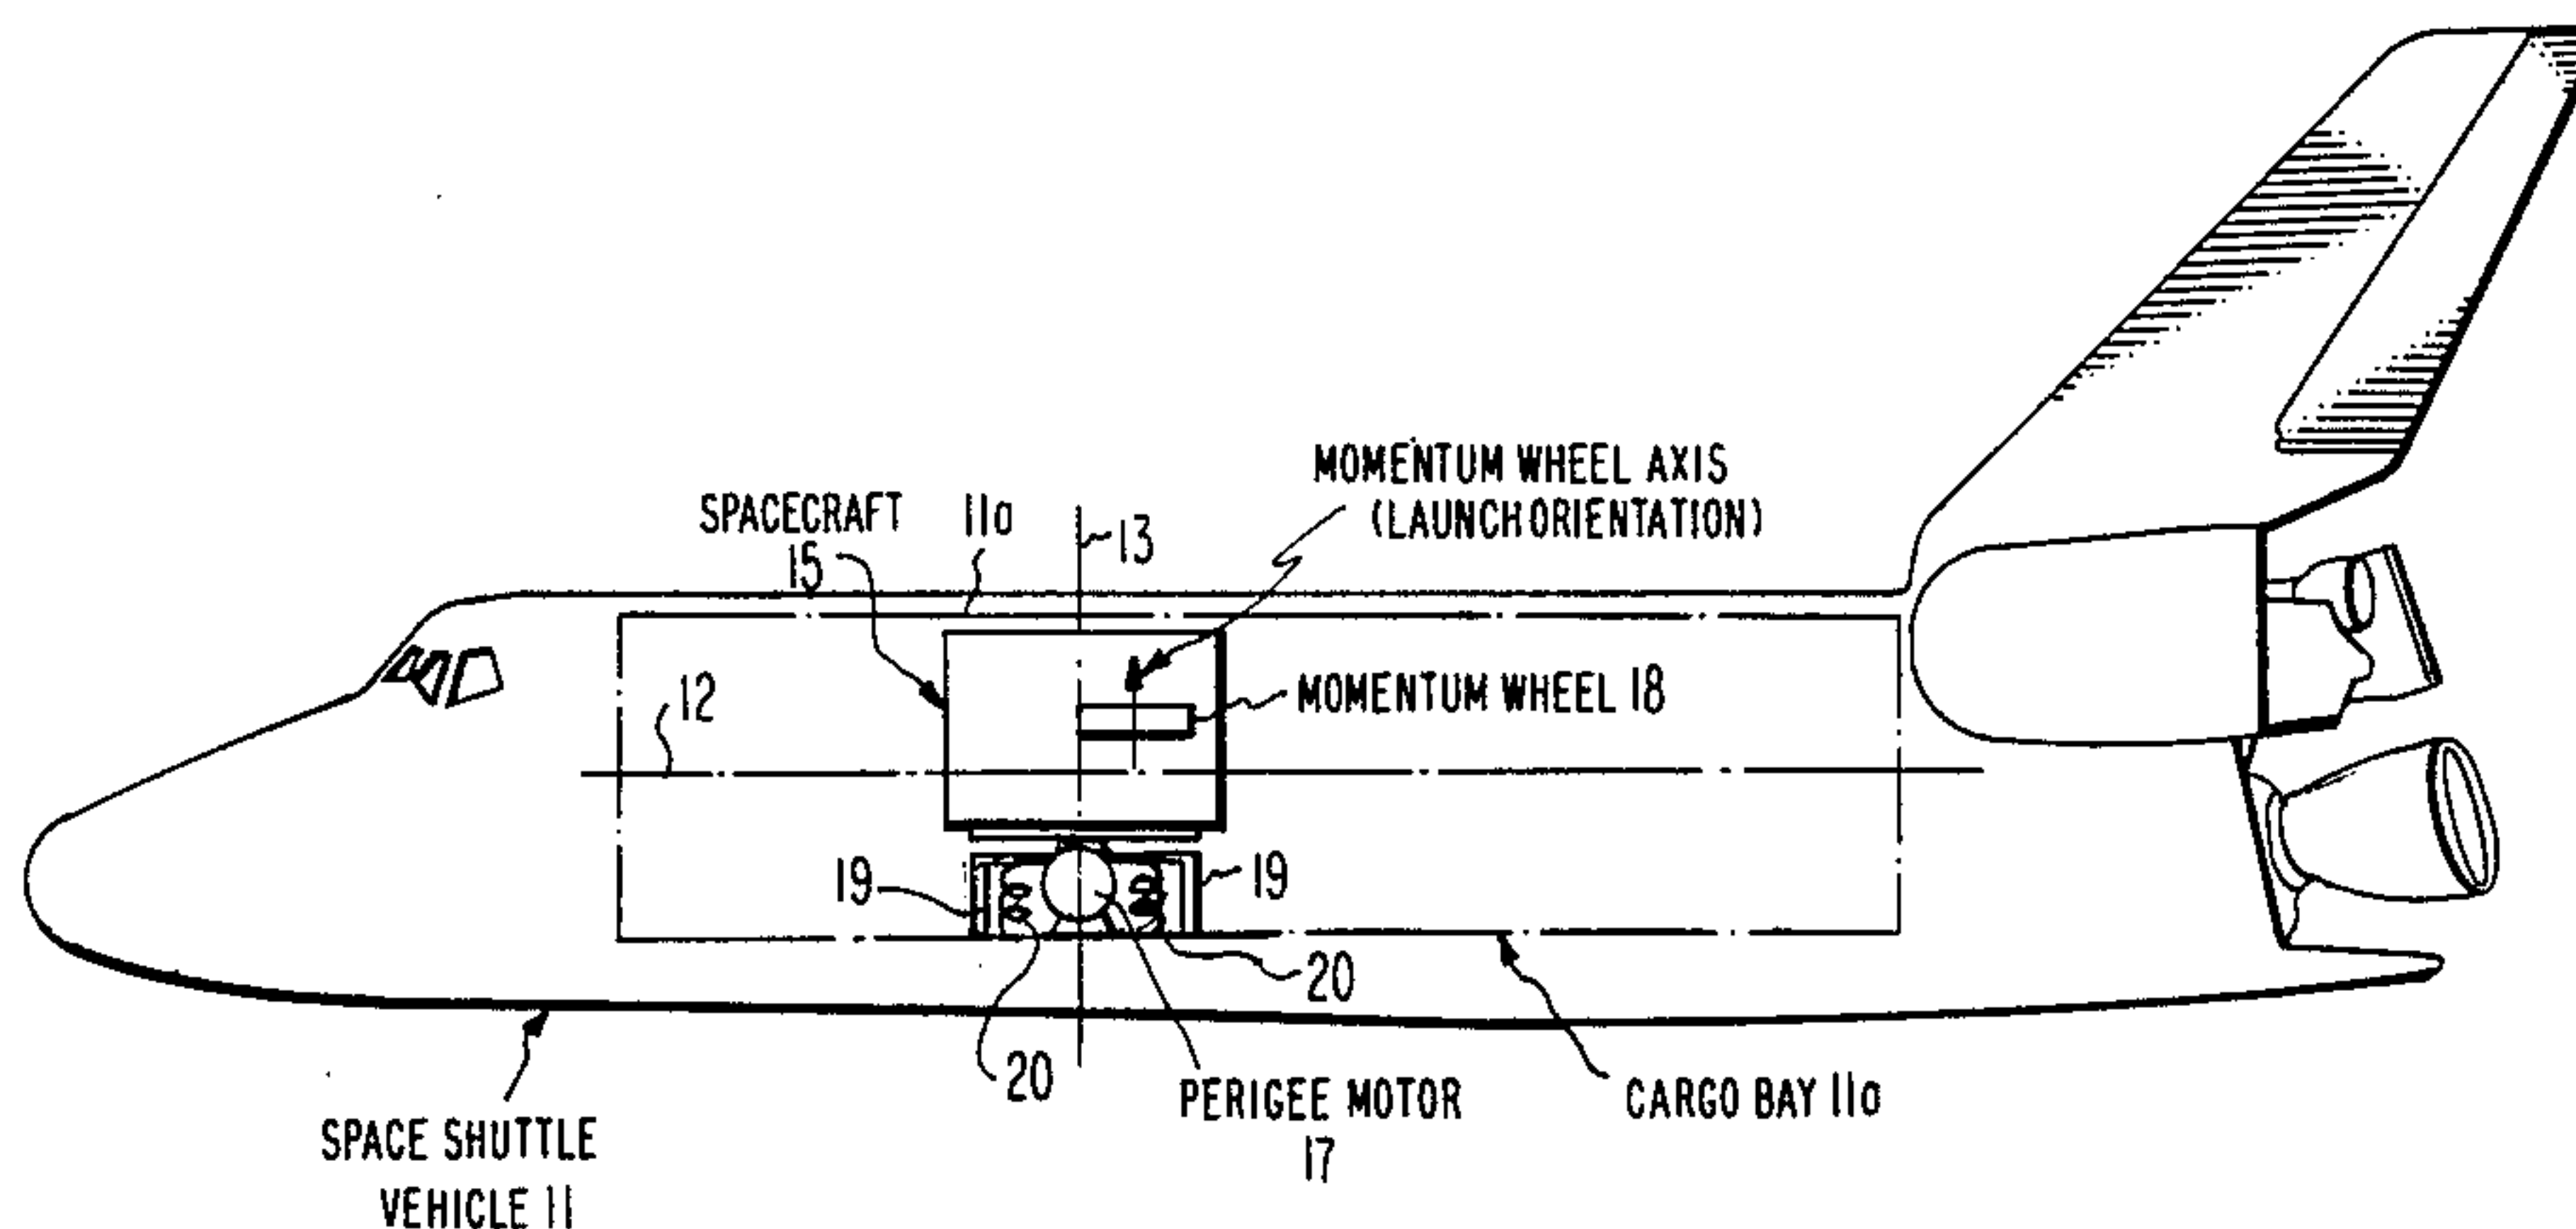 MOMENTUM WHEEL AXIS
(LAUNCH ORIENTATION)
SPACECRAFT
15
11a
13
12
MOMENTUM WHEEL 18
19
19
20
20
PERIGEE MOTOR
17
CARGO BAY 11a
SPACE SHUTTLE
VEHICLE 11